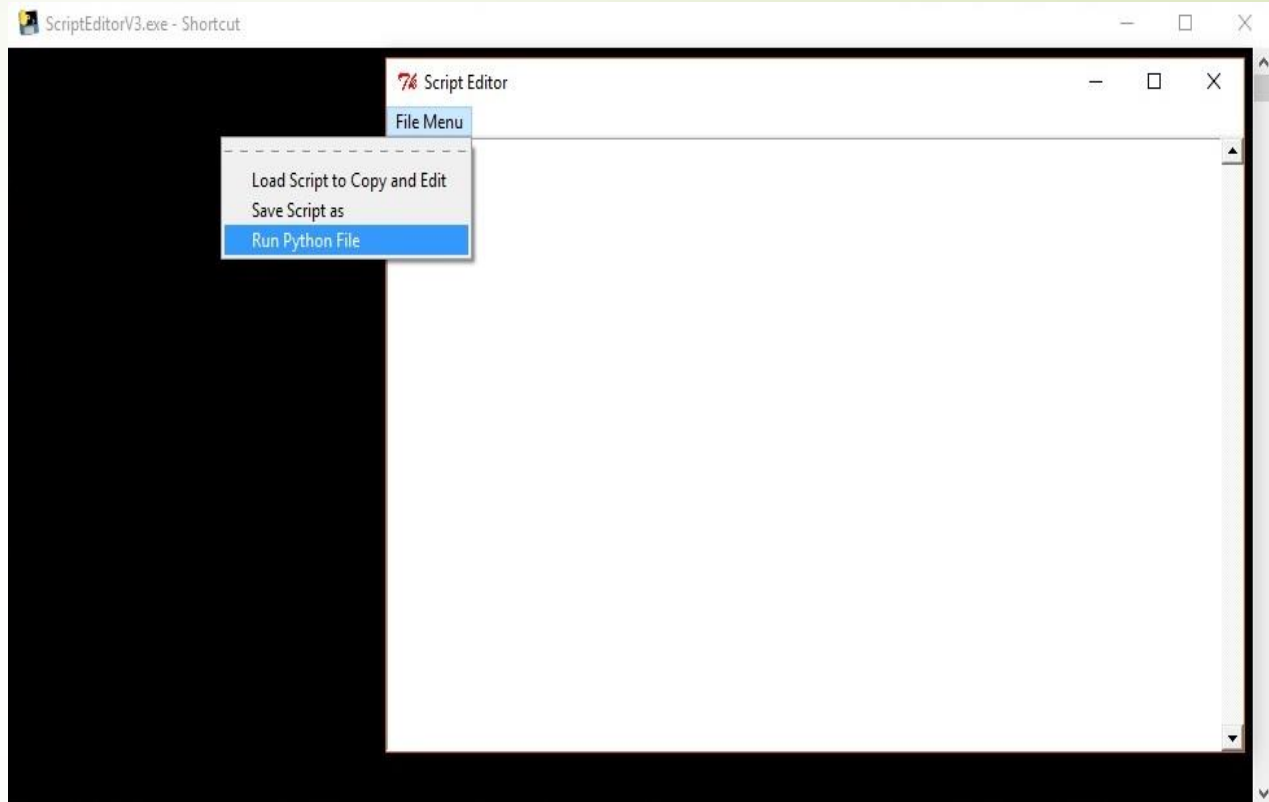 ScriptEditorV3.exe - Shortcut
Script Editor
File Menu
Load Script to Copy and Edit
Save Script as
Run Python File